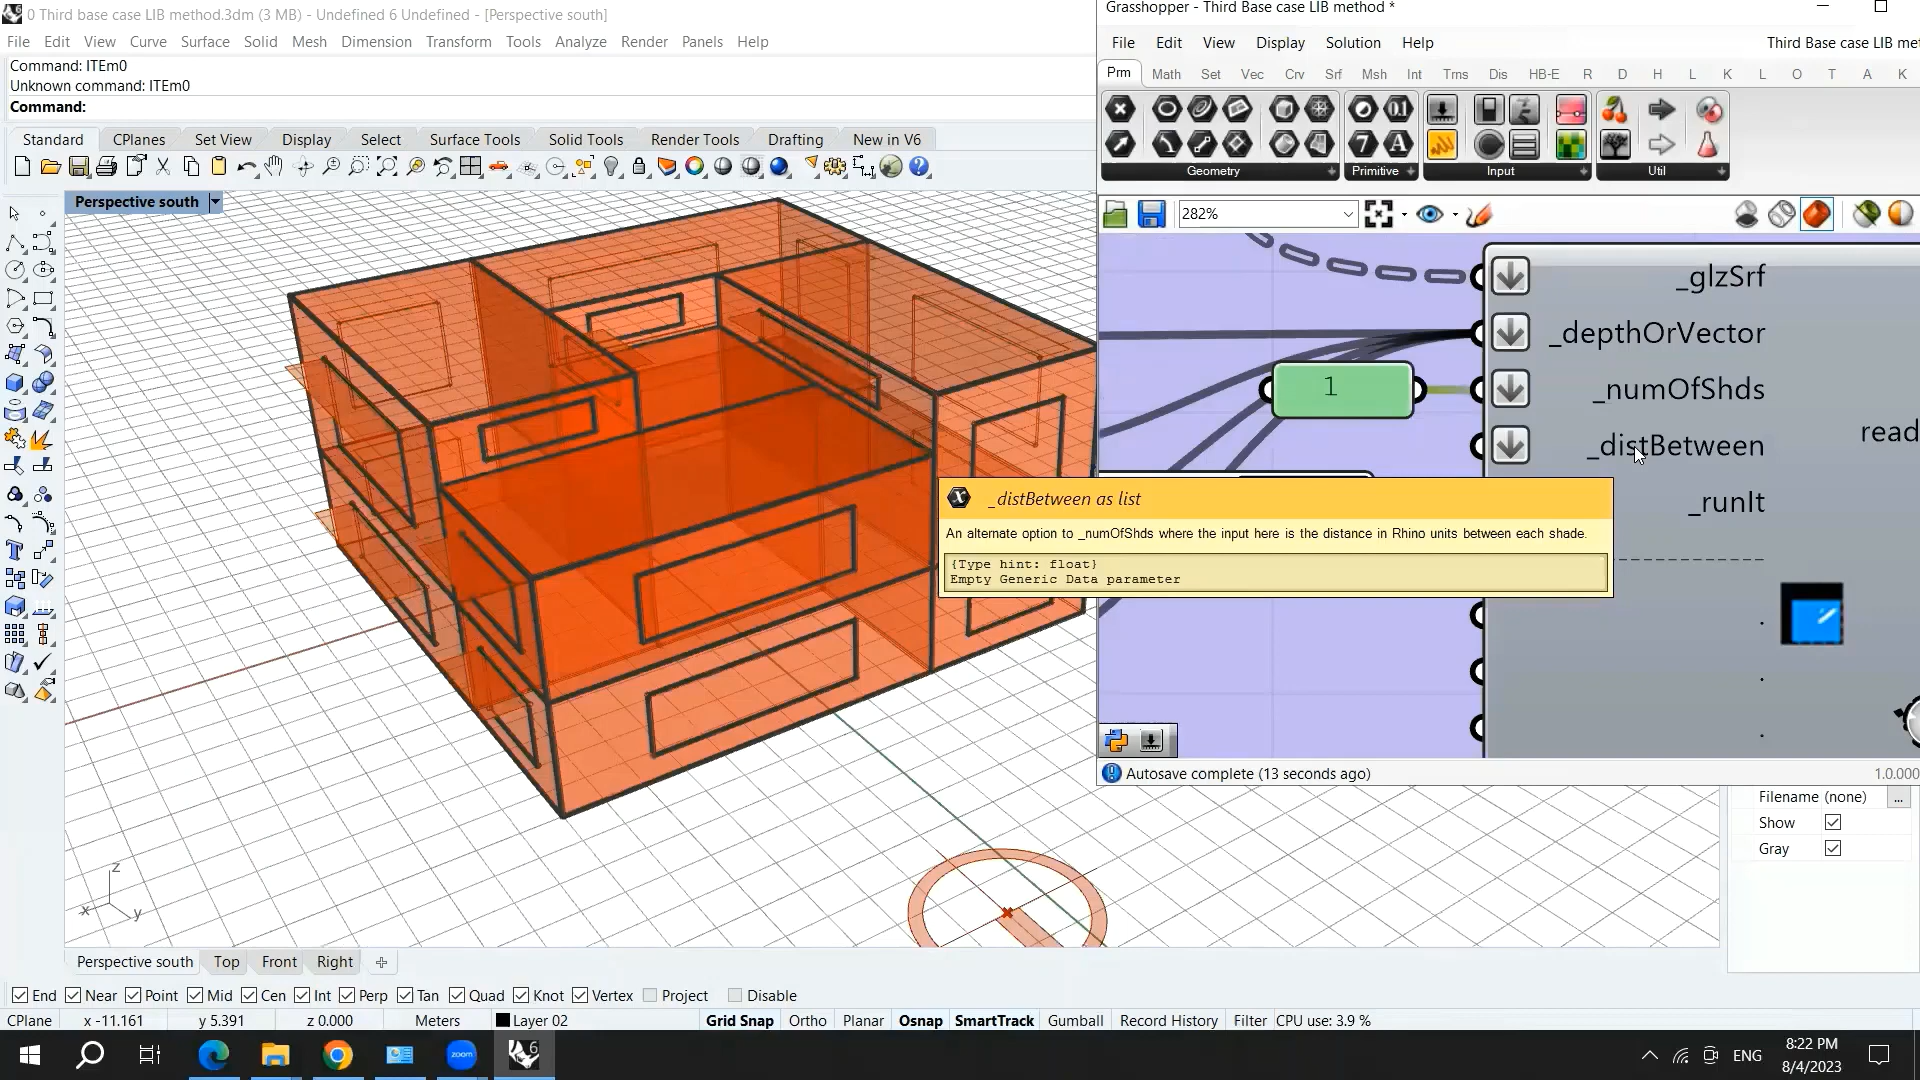 0 Third base case LIB method.3dm (3 MB) - Undefined 6 Undefined - [Perspective south]
File Edit View Curve Surface Solid Mesh Dimension Transform Tools Analyze Render Panels Help
Command: ITEm0
Unknown command: ITEm0
Command:
Standard CPlanes Set View Display Select Surface Tools Solid Tools Mesh Tools Render Tools Drafting New in V6
Perspective south
Grasshopper - Third Base case LIB method *
File Edit View Display Solution Help
Third Base case LIB me
Prm Math Set Vec Crv Srf Msh Int Trns Dis HB-E R D H L K L O T A K
Geometry Primitive Input Util
282%
_glzSrf
_depthOrVector
1
_numOfShds
_distBetween
read
_runIt
_distBetween as list
An alternate option to _numOfShds where the input here is the distance in Rhino units between each shade.
{Type hint: float}
Empty Generic Data parameter
.
.
.
Autosave complete (13 seconds ago)
1.0.000
Filename (none) ...
Show
Gray
z
x
y
Perspective south Top Front Right
End Near Point Mid Cen Int Perp Tan Quad Knot Vertex Project Disable
CPlane x -11.161 y 5.391 z 0.000 Meters Layer 02 Grid Snap Ortho Planar Osnap SmartTrack Gumball Record History Filter CPU use: 3.9 %
zoom
6
ENG
8:22 PM
8/4/2023